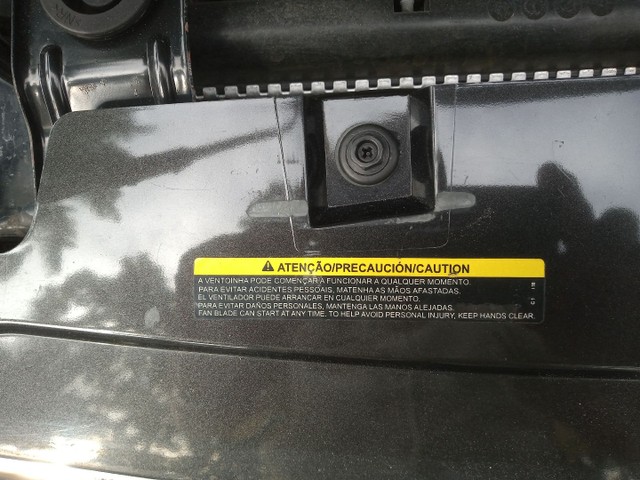 ATENÇÃO/PRECAUCIÓN/CAUTION
A VENTOINHA PODE COMEÇAR A FUNCIONAR A QUALQUER MOMENTO.
PARA EVITAR ACIDENTES PESSOAIS, MATENHA AS MÃOS AFASTADAS.
EL VENTILADOR PUEDE ARRANCAR EN CUALQUIER MOMENTO.
PARA EVITAR DAÑOS PERSONALES, MANTENGA LAS MANOS ALEJADAS.
FAN BLADE CAN START AT ANY TIME. TO HELP AVOID PERSONAL INJURY, KEEP HANDS CLEAR.